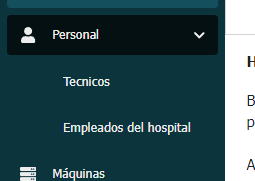 Personal
H
Tecnicos
B
p
Empleados del hospital
A
Máquinas